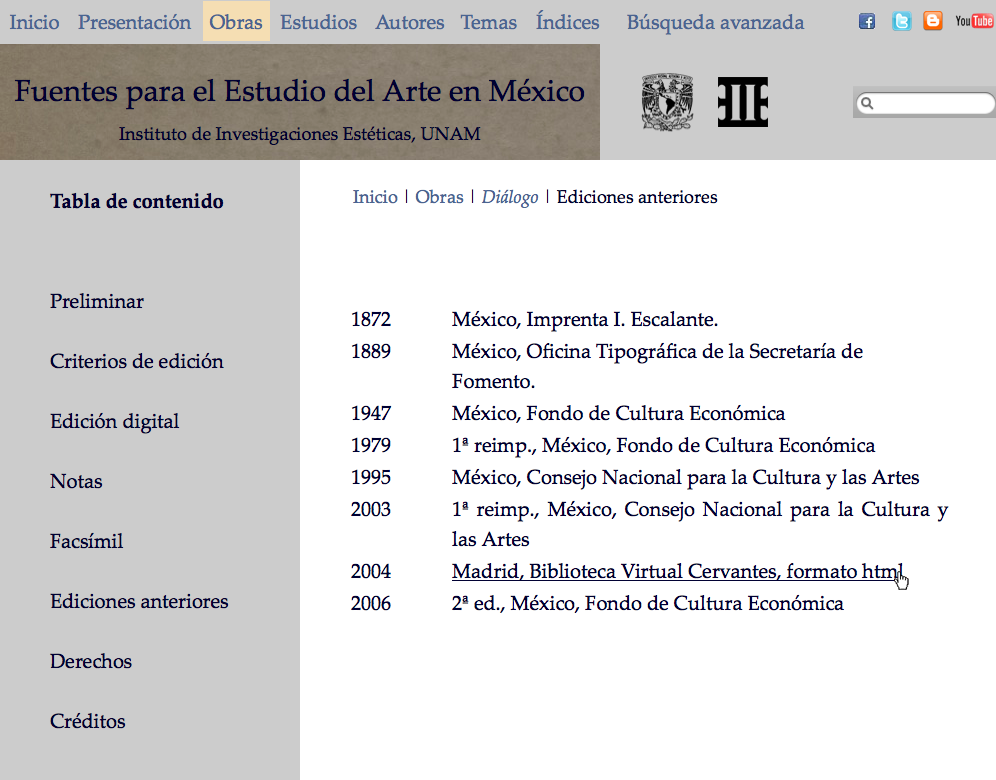 Inicio Presentación Obras Estudios Autores Temas Índices Búsqueda avanzada
You Tube
Fuentes para el Estudio del Arte en México
Instituto de Investigaciones Estéticas, UNAM
Tabla de contenido
Preliminar
Criterios de edición
Edición digital
Notas
Facsímil
Ediciones anteriores
Derechos
Créditos
Inicio | Obras | Diálogo | Ediciones anteriores
1872 México, Imprenta I. Escalante.
1889 México, Oficina Tipográfica de la Secretaría de
Fomento.
1947 México, Fondo de Cultura Económica
1979 1ª reimp., México, Fondo de Cultura Económica
1995 México, Consejo Nacional para la Cultura y las Artes
2003 1ª reimp., México, Consejo Nacional para la Cultura y
las Artes
2004 Madrid, Biblioteca Virtual Cervantes, formato html
2006 2ª ed., México, Fondo de Cultura Económica